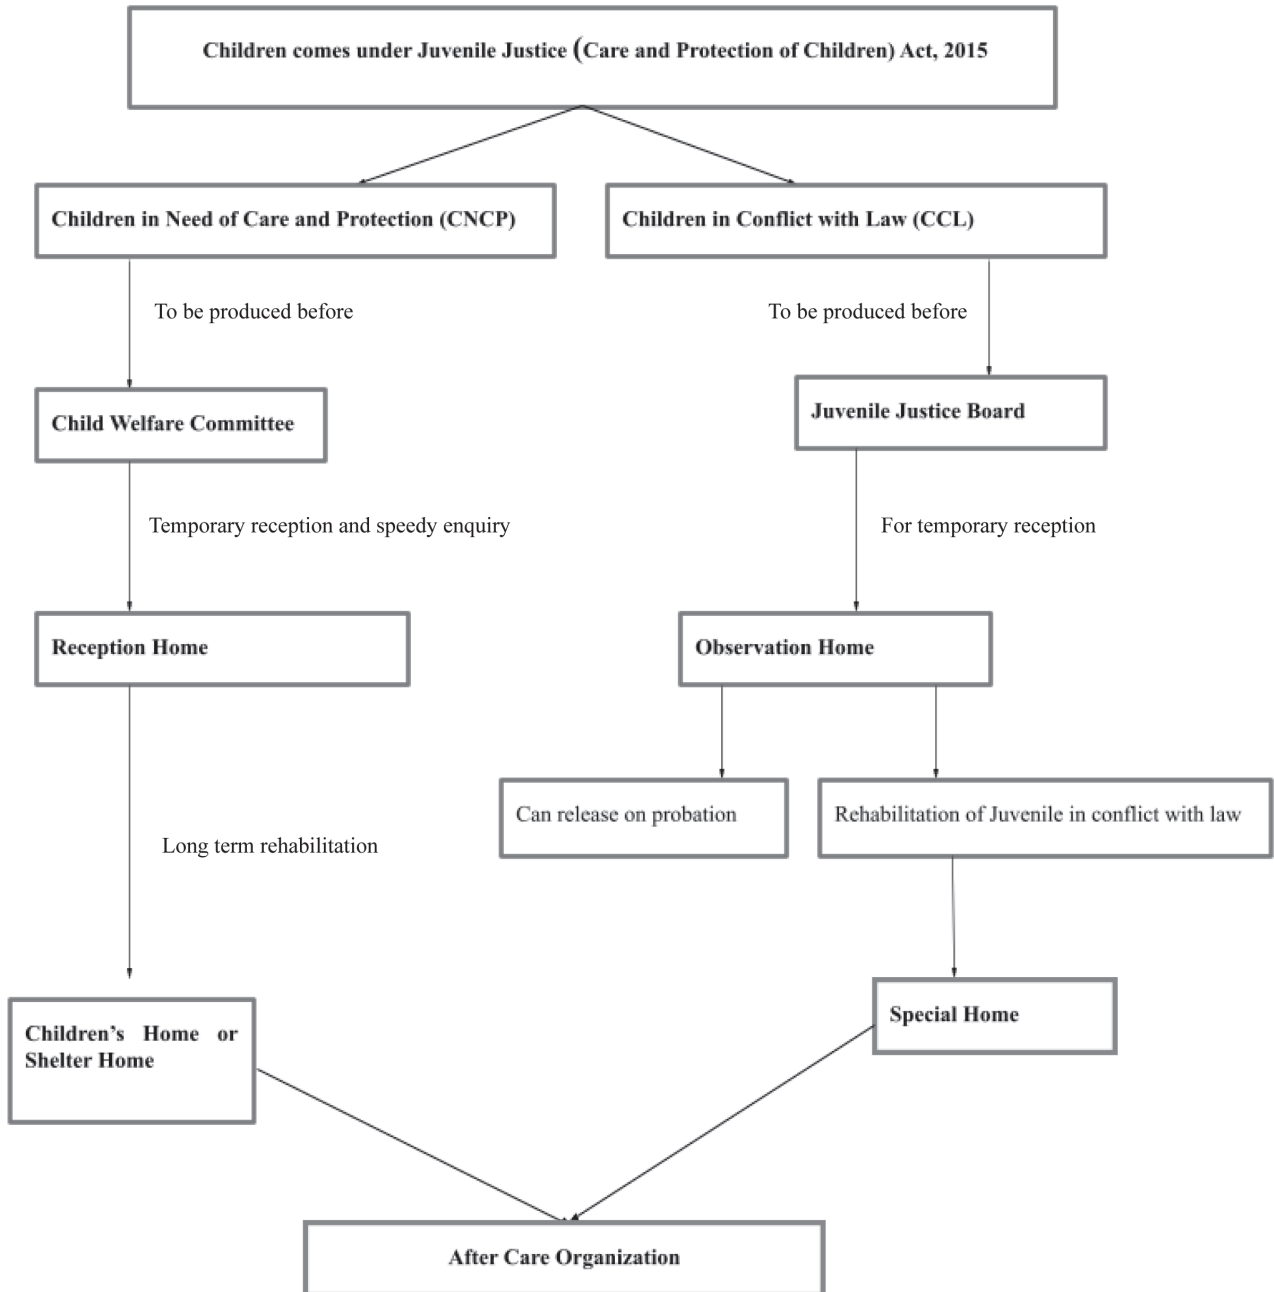 Children comes under Juvenile Justice (Care and Protection of Children) Act, 2015
Children in Need of Care and Protection (CNCP)
Children in Conflict with Law (CCL)
To be produced before
To be produced before
Child Welfare Committee
Juvenile Justice Board
Temporary reception and speedy enquiry
For temporary reception
Reception Home
Observation Home
Can release on probation
Rehabilitation of Juvenile in conflict with law
Long term rehabilitation
Children’s Home or
Shelter Home
Special Home
After Care Organization